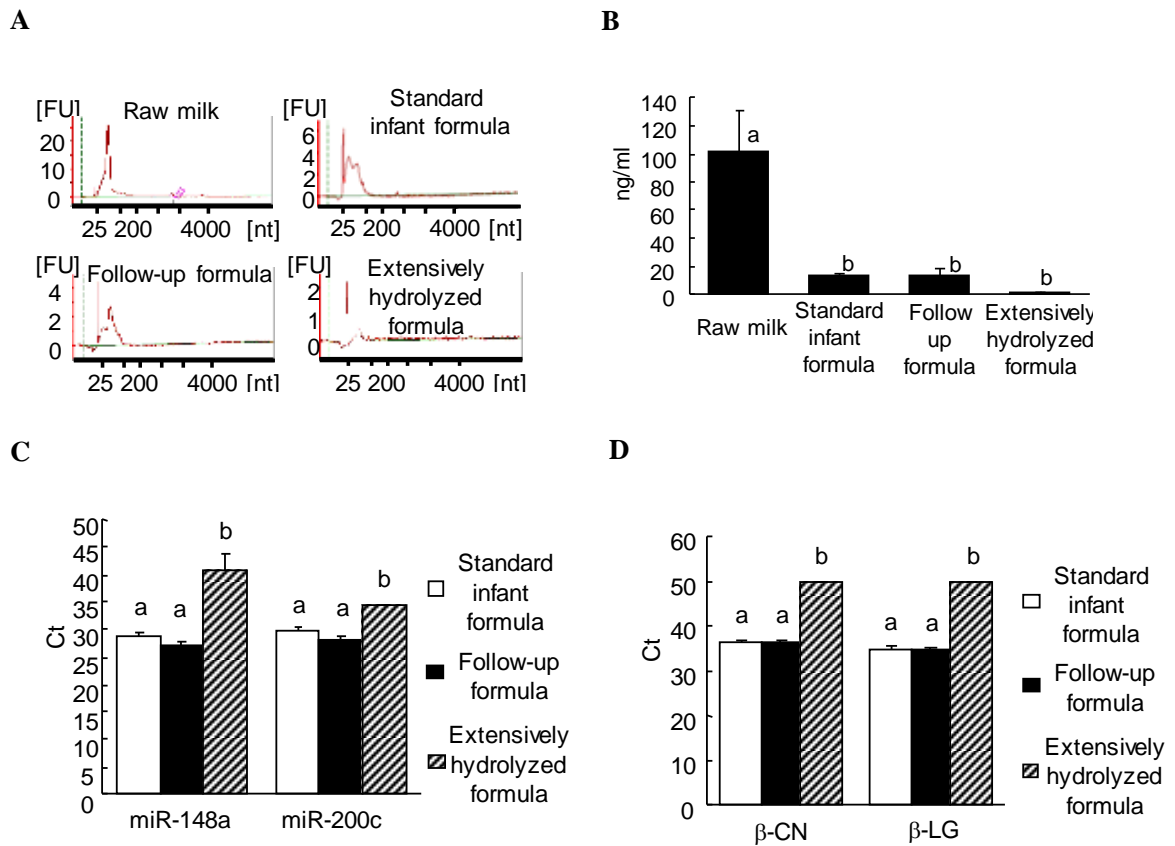 A
[FU]
Raw milk
20
10
0
25 200 4000 [nt]
[FU]
Standard
infant formula
6
4
2
0
25 200 4000 [nt]
[FU]
Follow-up formula
4
2
0
25 200 4000 [nt]
[FU]
Extensively
hydrolyzed
formula
2
1
0
25 200 4000 [nt]
B
ng/ml
140
120
100
80
60
40
20
0
a
b
b
b
Raw milk
Standard
infant
formula
Follow
up
formula
Extensively
hydrolyzed
formula
C
Ct
50
45
40
35
30
25
20
15
10
5
0
a a b
a a b
miR-148a miR-200c
Standard
infant
formula
Follow-up
formula
Extensively
hydrolyzed
formula
D
Ct
60
50
40
30
20
10
0
a a b
a a b
β-CN β-LG
Standard
infant
formula
Follow-up
formula
Extensively
hydrolyzed
formula